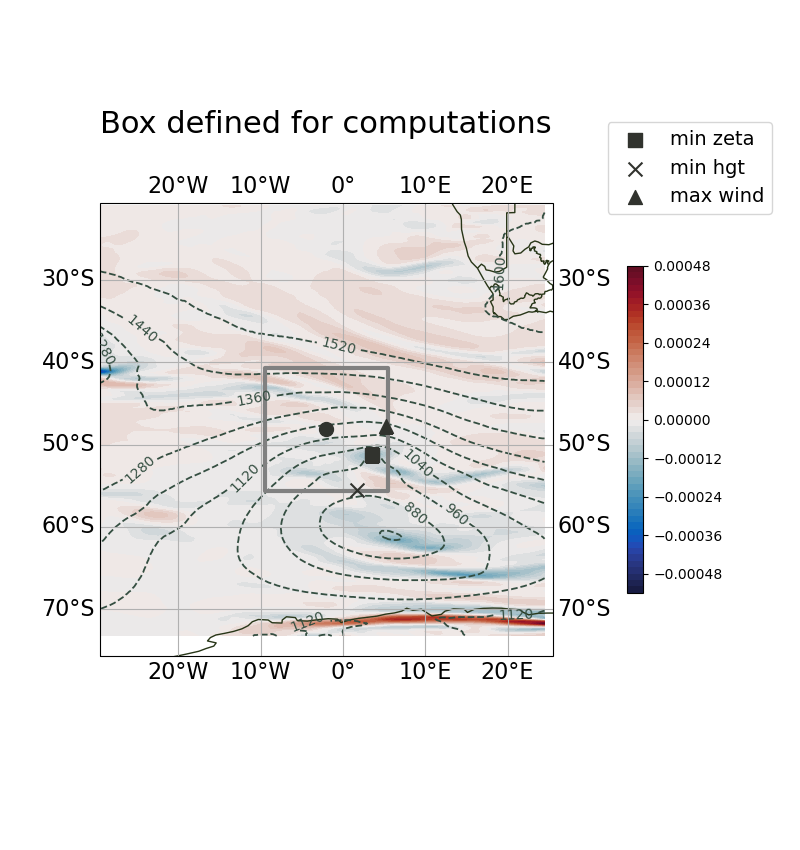 Box defined for computations
min zeta
min hgt
max wind
20°W 10°W 0° 10°E 20°E
30°S 30°S
40°S 40°S
50°S 50°S
60°S 60°S
70°S 70°S
20°W 10°W 0° 10°E 20°E
1600
1440
1520
280
1360
1280
1120
1040
960
880
1120
1120
0.00048
0.00036
0.00024
0.00012
0.00000
−0.00012
−0.00024
−0.00036
−0.00048